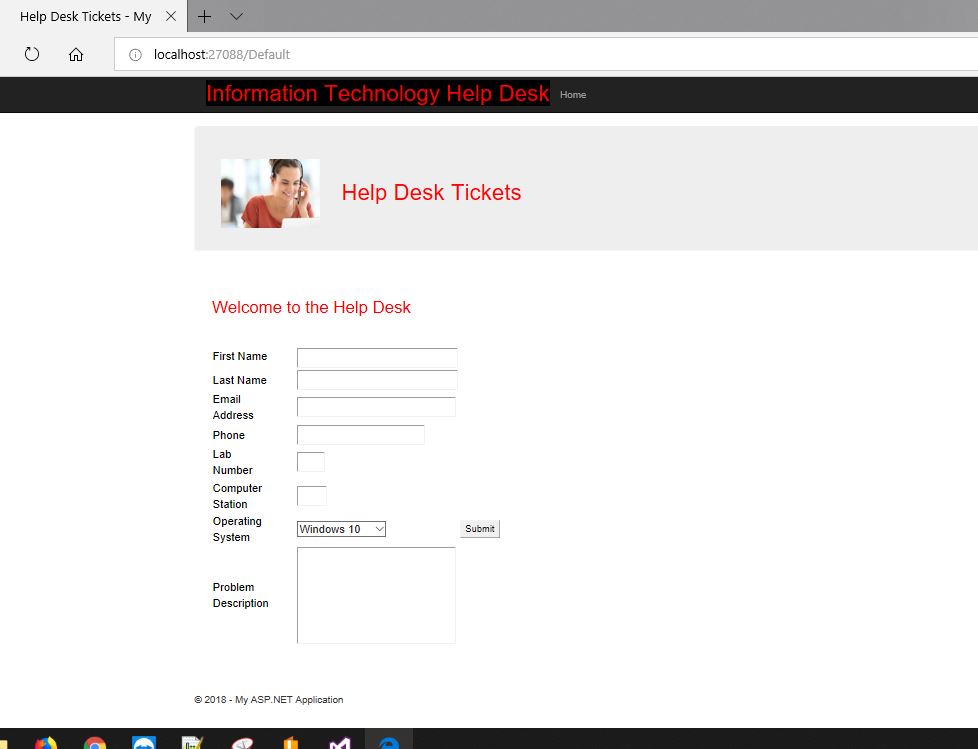 Help Desk Tickets - My
localhost:27088/Default
Information Technology Help Desk Home
Help Desk Tickets
Welcome to the Help Desk
First Name
Last Name
Email
Address
Phone
Lab
Number
Computer
Station
Operating
System
Windows 10
Submit
Problem
Description
© 2018 - My ASP.NET Application